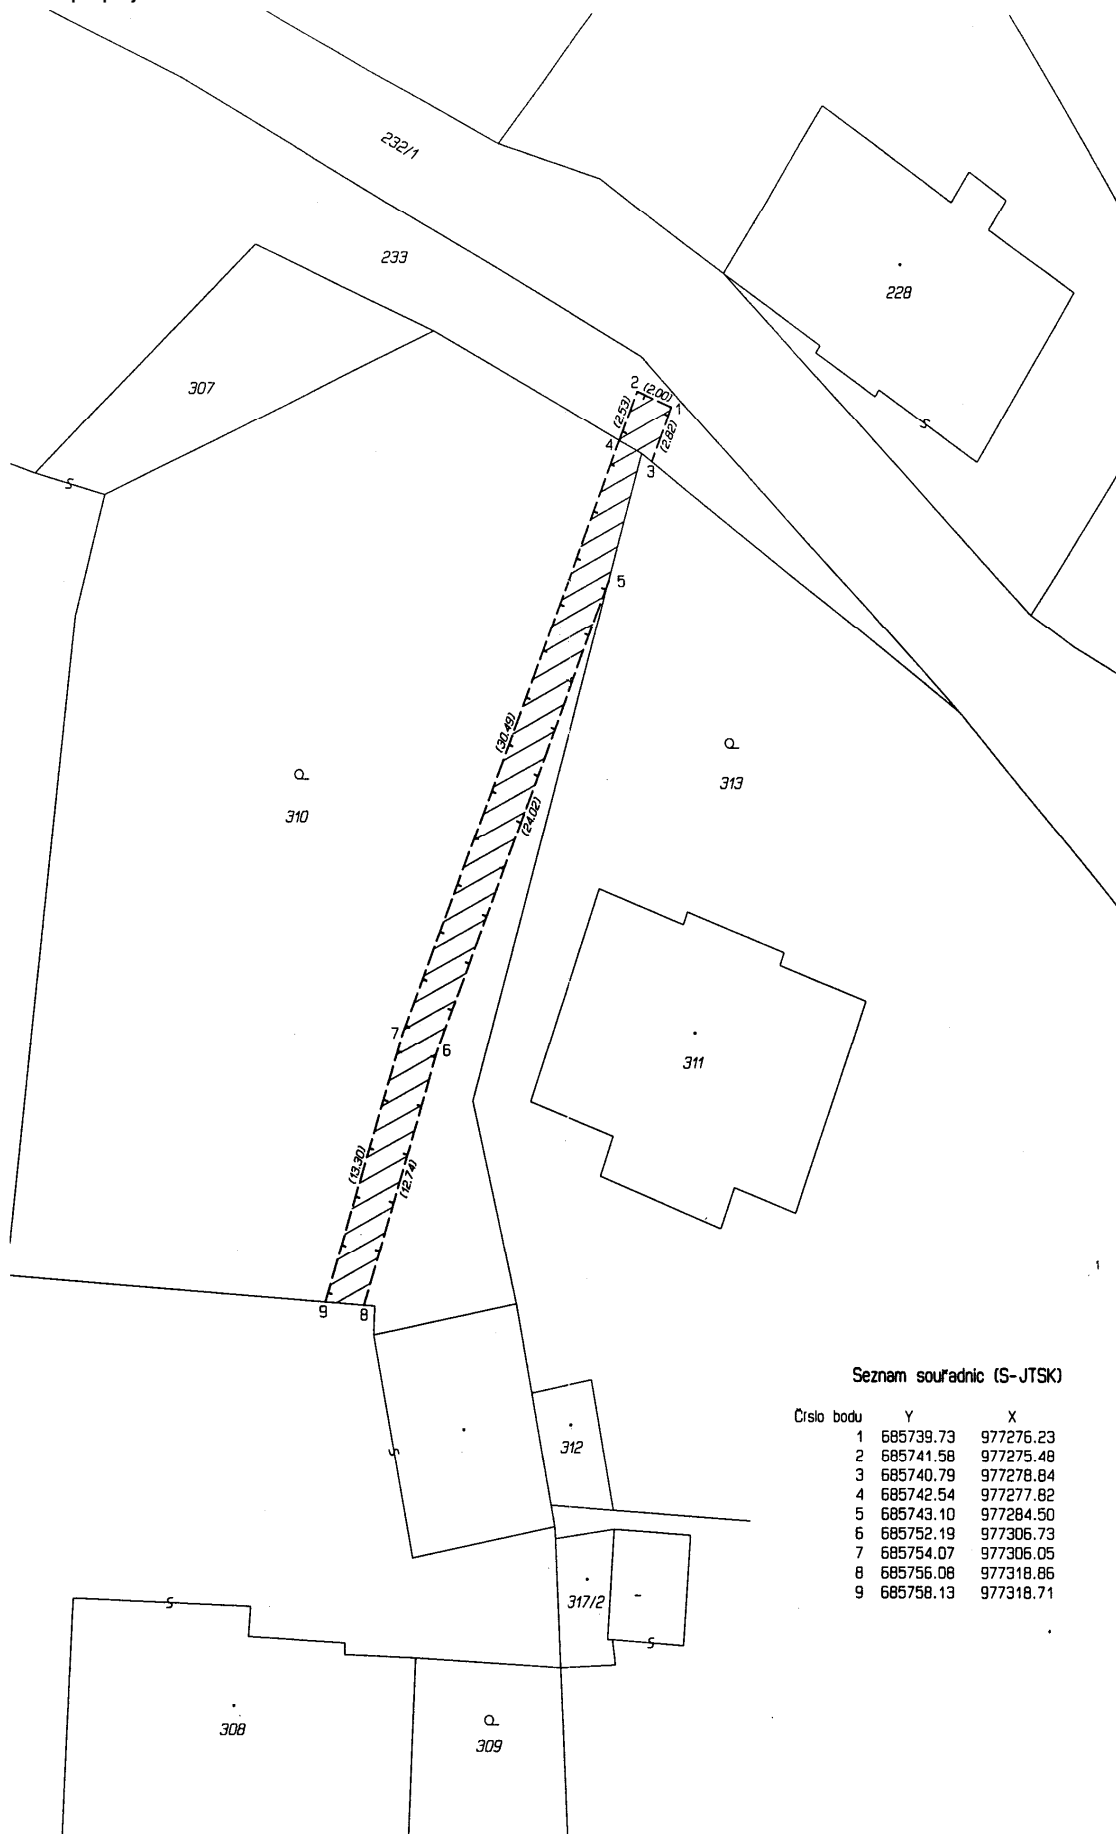 232/1
233
228
307
2
(2.00)
1
(2.53)
(2.82)
4
3
5
(30.49)
310
313
(24.02)
7
6
311
(13.30)
(12.74)
9
8
1
312
317/2
308
309
Seznam souřadnic (S-JTSK)
Číslo bodu Y X
1 685739.73 977276.23
2 685741.58 977275.48
3 685740.79 977278.84
4 685742.54 977277.82
5 685743.10 977284.50
6 685752.19 977306.73
7 685754.07 977306.05
8 685756.08 977318.86
9 685758.13 977318.71